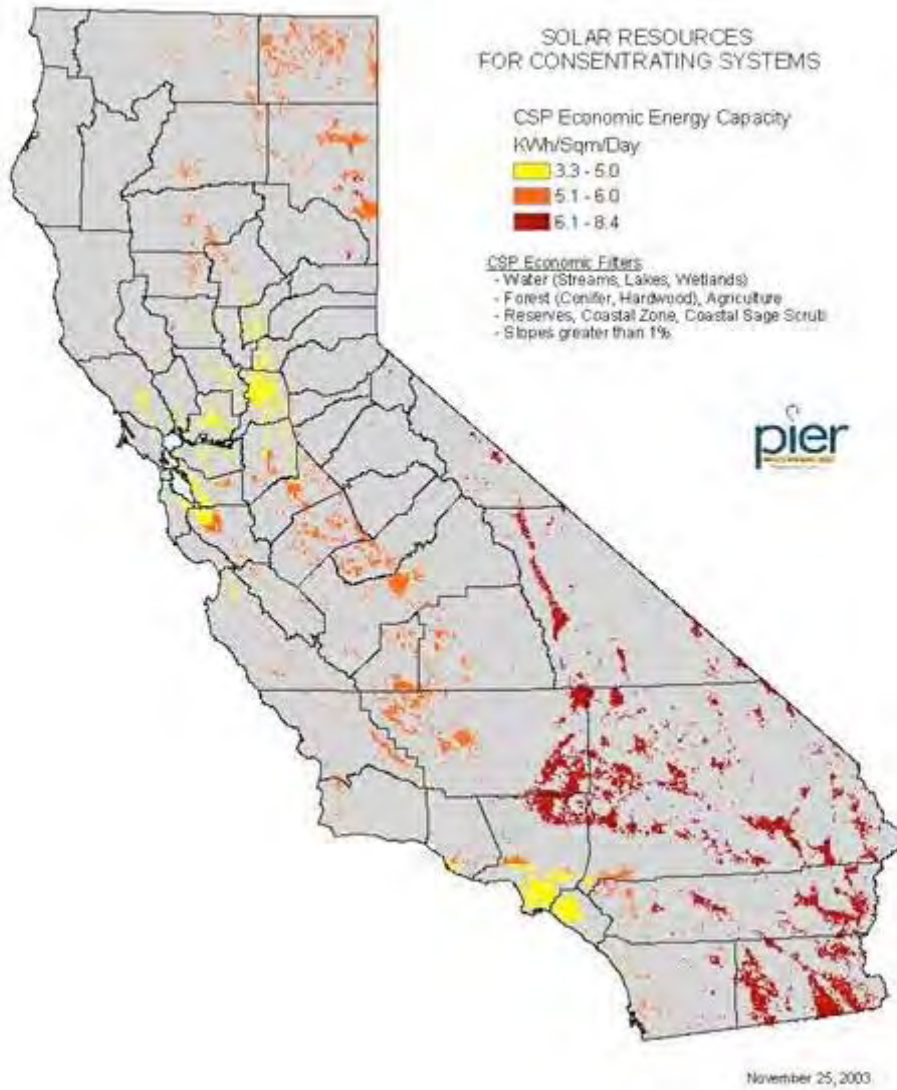 SOLAR RESOURCES
FOR CONSENTRATING SYSTEMS
CSP Economic Energy Capacity
KWh/Sqm/Day
3.3 - 5.0
5.1 - 6.0
6.1 - 8.4
CSP Economic Filters
- Water (Streams, Lakes, Wetlands)
- Forest (Conifer, Hardwood), Agriculture
- Reserves, Coastal Zone, Coastal Sage Scrub
- Slopes greater than 1%
pier
November 25, 2003